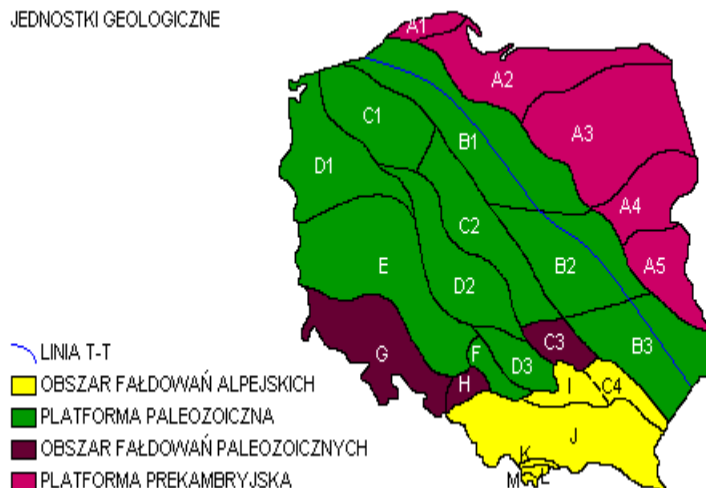 JEDNOSTKI GEOLOGICZNE
A1
A2
C1
B1
A3
D1
A4
C2
E
B2
A5
D2
LINIA T-T
G
F
D3
C3
B3
OBSZAR FAŁDOWAŃ ALPEJSKICH
H
I
C4
PLATFORMA PALEOZOICZNA
J
OBSZAR FAŁDOWAŃ PALEOZOICZNYCH
K
PLATFORMA PREKAMBRYJSKA
M
L